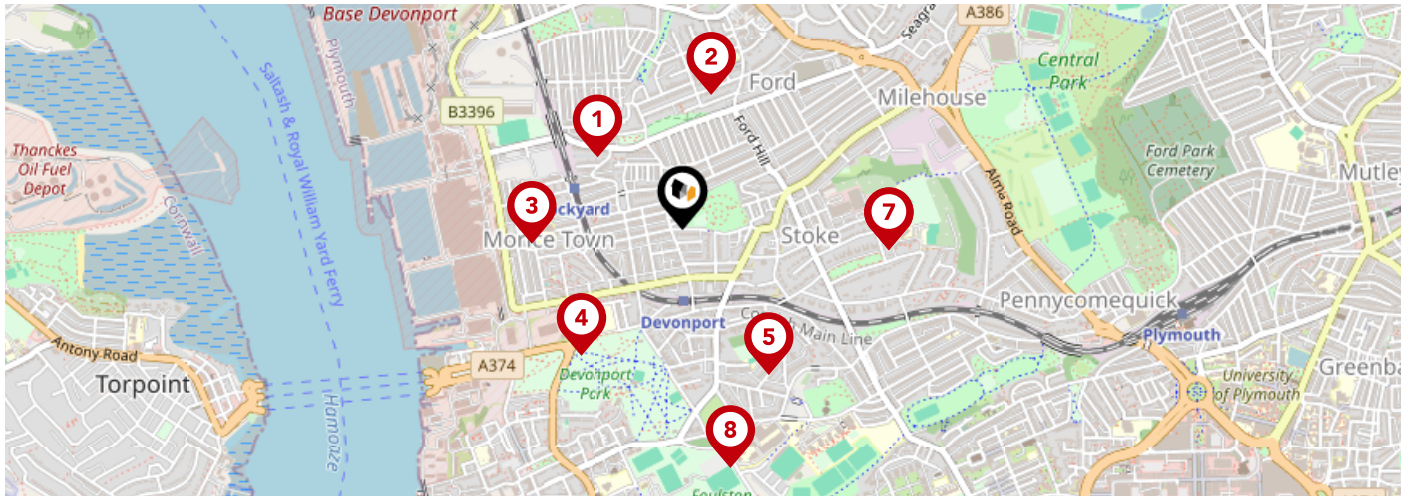 Base Devonport
A386
Seagra
Plymouth
Central
Park
2
Ford
Saltash & Royal William Yard Ferry
Milehouse
B3396
1
Ford Hill
Thanckes
Oil Fuel
Depot
Ford Park
Cemetery
Mutley
Cornwall
Alma Road
3
ckyard
7
Morice Town
Stoke
Pennycomequick
4
Devonport
Co
h Main Line
Plymouth
5
Antony Road
A374
Torpoint
Devonport
Park
University
of Plymouth
Greenba
Hamoaze
8
Foulston